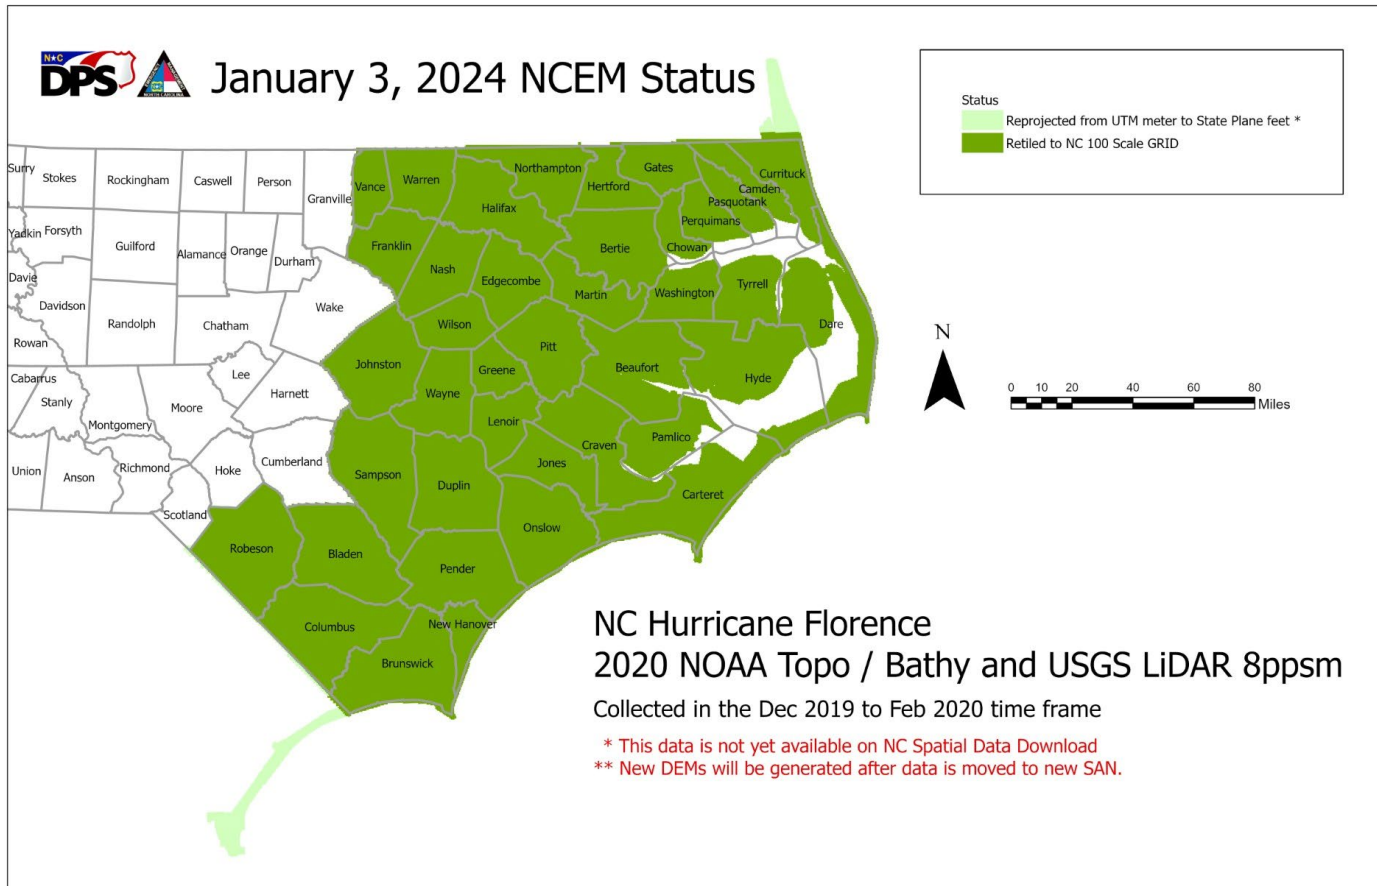 N★C
DPS
NORTH CAROLINA
January 3, 2024 NCEM Status
Status
Reprojected from UTM meter to State Plane feet *
Retiled to NC 100 Scale GRID
Surry
Stokes
Rockingham
Caswell
Person
Granville
Vance
Warren
Northampton
Hertford
Gates
Currituck
Camden
Pasquotank
Perquimans
Halifax
Yadkin
Forsyth
Guilford
Alamance
Orange
Durham
Franklin
Bertie
Chowan
Davie
Nash
Edgecombe
Martin
Washington
Tyrrell
Davidson
Randolph
Chatham
Wake
Wilson
Dare
Rowan
Johnston
Greene
Pitt
Beaufort
Hyde
Cabarrus
Stanly
Lee
Harnett
Wayne
Moore
Montgomery
Lenoir
Craven
Pamlico
Union
Anson
Richmond
Hoke
Cumberland
Sampson
Duplin
Jones
Carteret
Scotland
Onslow
Robeson
Bladen
Pender
Columbus
New Hanover
Brunswick
N
0 10 20 40 60 80
Miles
NC Hurricane Florence
2020 NOAA Topo / Bathy and USGS LiDAR 8ppsm
Collected in the Dec 2019 to Feb 2020 time frame
* This data is not yet available on NC Spatial Data Download
** New DEMs will be generated after data is moved to new SAN.